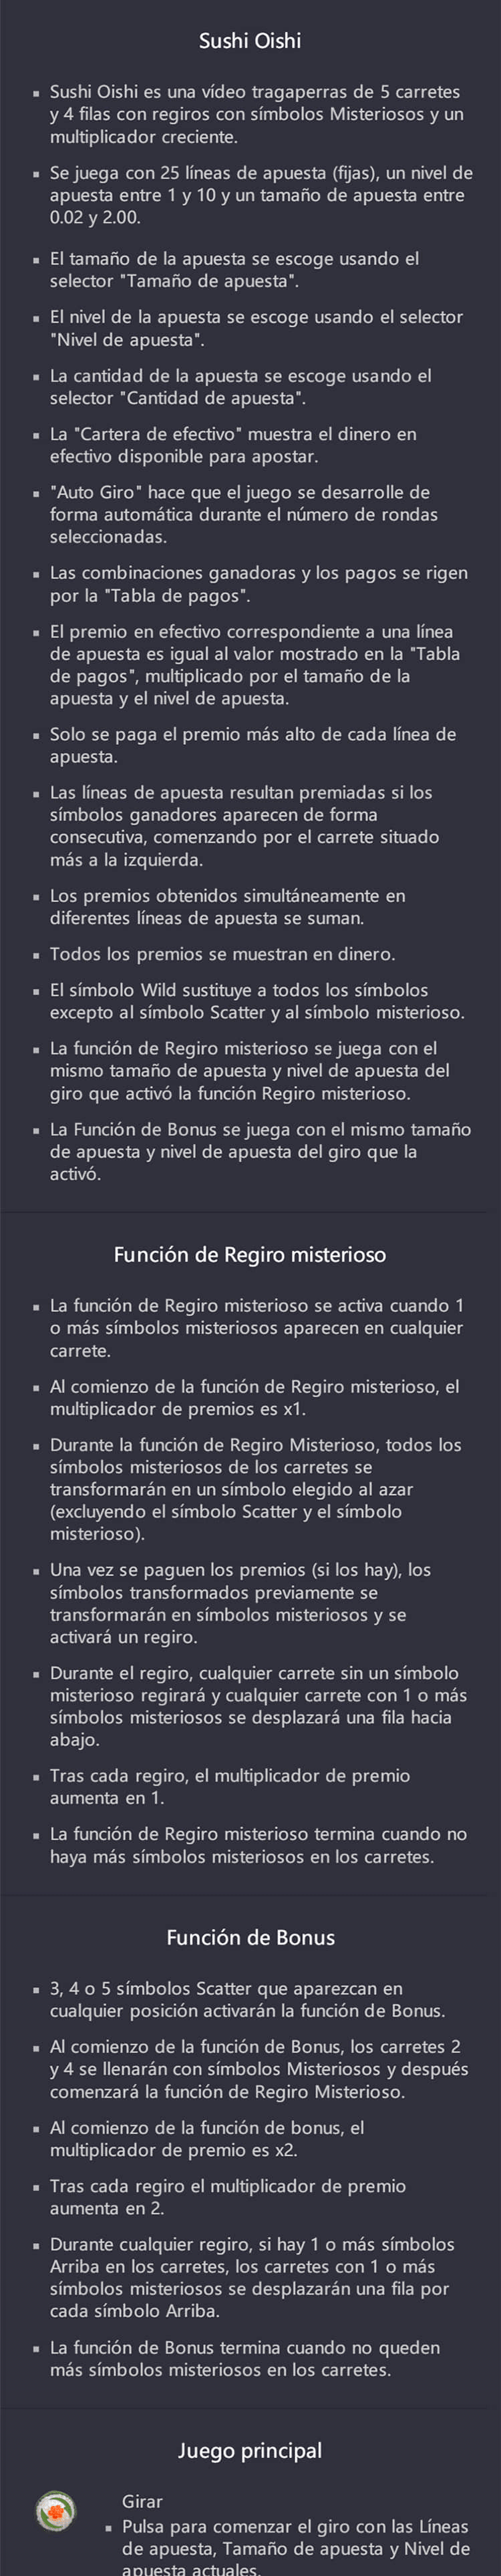 Sushi Oishi
Sushi Oishi es una vídeo tragaperras de 5 carretes
y 4 filas con regiros con símbolos Misteriosos y un
multiplicador creciente.
Se juega con 25 líneas de apuesta (fijas), un nivel de
apuesta entre 1 y 10 y un tamaño de apuesta entre
0.02 y 2.00.
El tamaño de la apuesta se escoge usando el
selector "Tamaño de apuesta".
El nivel de la apuesta se escoge usando el selector
"Nivel de apuesta".
La cantidad de la apuesta se escoge usando el
selector "Cantidad de apuesta".
La "Cartera de efectivo" muestra el dinero en
efectivo disponible para apostar.
"Auto Giro" hace que el juego se desarrolle de
forma automática durante el número de rondas
seleccionadas.
Las combinaciones ganadoras y los pagos se rigen
por la "Tabla de pagos".
El premio en efectivo correspondiente a una línea
de apuesta es igual al valor mostrado en la "Tabla
de pagos", multiplicado por el tamaño de la
apuesta y el nivel de apuesta.
Solo se paga el premio más alto de cada línea de
apuesta.
Las líneas de apuesta resultan premiadas si los
símbolos ganadores aparecen de forma
consecutiva, comenzando por el carrete situado
más a la izquierda.
Los premios obtenidos simultáneamente en
diferentes líneas de apuesta se suman.
Todos los premios se muestran en dinero.
El símbolo Wild sustituye a todos los símbolos
excepto al símbolo Scatter y al símbolo misterioso.
La función de Regiro misterioso se juega con el
mismo tamaño de apuesta y nivel de apuesta del
giro que activó la función Regiro misterioso.
La Función de Bonus se juega con el mismo tamaño
de apuesta y nivel de apuesta del giro que la
activó.
Función de Regiro misterioso
La función de Regiro misterioso se activa cuando 1
o más símbolos misteriosos aparecen en cualquier
carrete.
Al comienzo de la función de Regiro misterioso, el
multiplicador de premios es x1.
Durante la función de Regiro Misterioso, todos los
símbolos misteriosos de los carretes se
transformarán en un símbolo elegido al azar
(excluyendo el símbolo Scatter y el símbolo
misterioso).
Una vez se paguen los premios (si los hay), los
símbolos transformados previamente se
transformarán en símbolos misteriosos y se
activará un regiro.
Durante el regiro, cualquier carrete sin un símbolo
misterioso regirará y cualquier carrete con 1 o más
símbolos misteriosos se desplazará una fila hacia
abajo.
Tras cada regiro, el multiplicador de premio
aumenta en 1.
La función de Regiro misterioso termina cuando no
haya más símbolos misteriosos en los carretes.
Función de Bonus
3, 4 o 5 símbolos Scatter que aparezcan en
cualquier posición activarán la función de Bonus.
Al comienzo de la función de Bonus, los carretes 2
y 4 se llenarán con símbolos Misteriosos y después
comenzará la función de Regiro Misterioso.
Al comienzo de la función de bonus, el
multiplicador de premio es x2.
Tras cada regiro el multiplicador de premio
aumenta en 2.
Durante cualquier regiro, si hay 1 o más símbolos
Arriba en los carretes, los carretes con 1 o más
símbolos misteriosos se desplazarán una fila por
cada símbolo Arriba.
La función de Bonus termina cuando no queden
más símbolos misteriosos en los carretes.
Juego principal
Girar
Pulsa para comenzar el giro con las Líneas
de apuesta, Tamaño de apuesta y Nivel de
apuesta actuales.